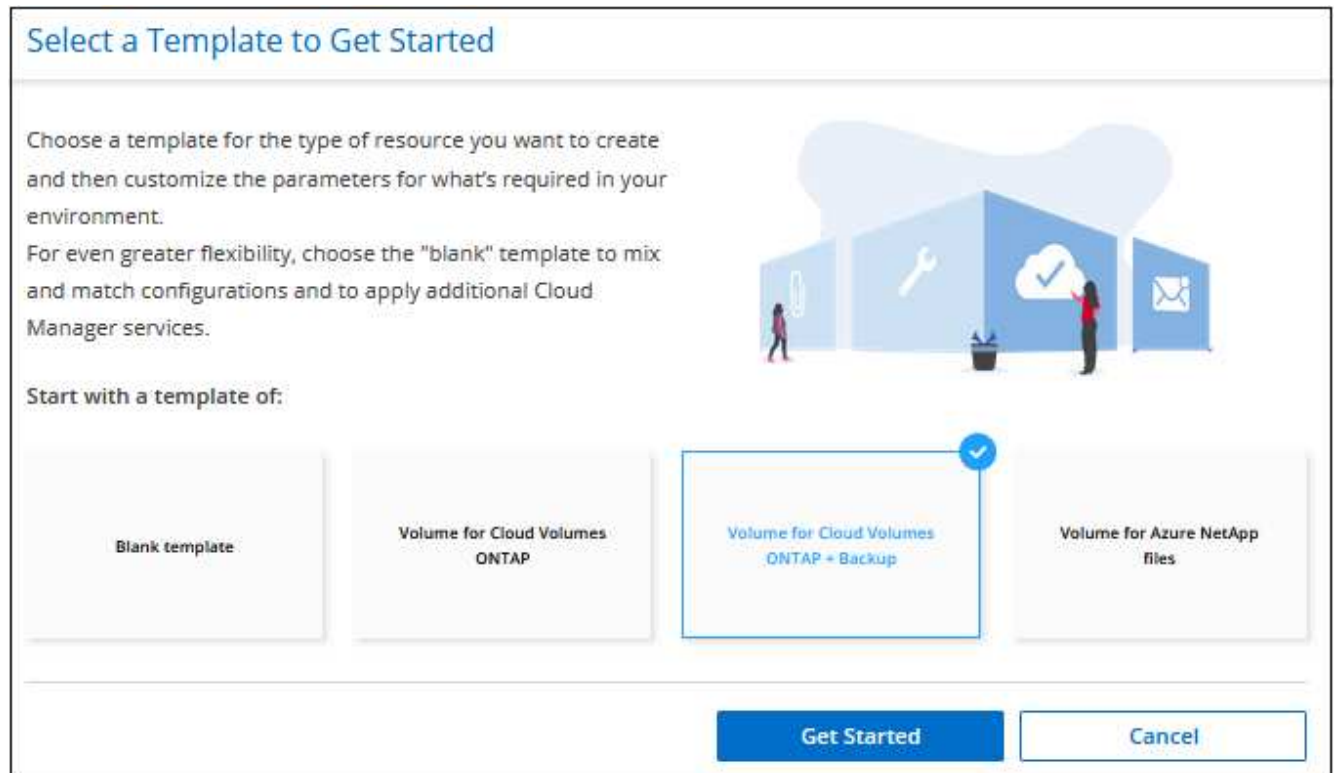 Select a Template to Get Started
Choose a template for the type of resource you want to create
and then customize the parameters for what's required in your
environment.
For even greater flexibility, choose the "blank" template to mix
and match configurations and to apply additional Cloud
Manager services.
Start with a template of:
Blank template
Volume for Cloud Volumes
ONTAP
Volume for Cloud Volumes
ONTAP + Backup
Volume for Azure NetApp
files
Get Started
Cancel